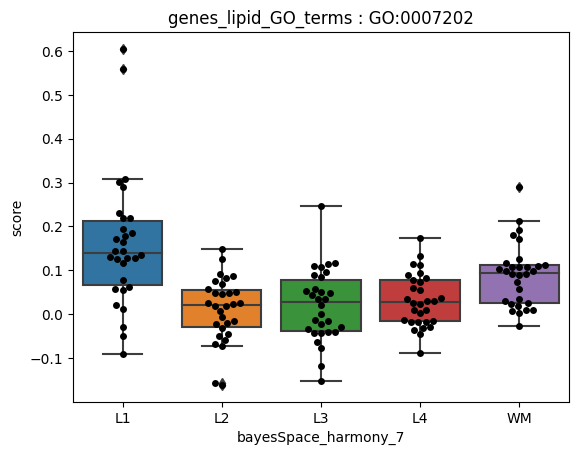 genes_lipid_GO_terms : GO:0007202
0.6
0.5
0.4
0.3
0.2
0.1
0.0
−0.1
score
L1 L2 L3 L4 WM
bayesSpace_harmony_7